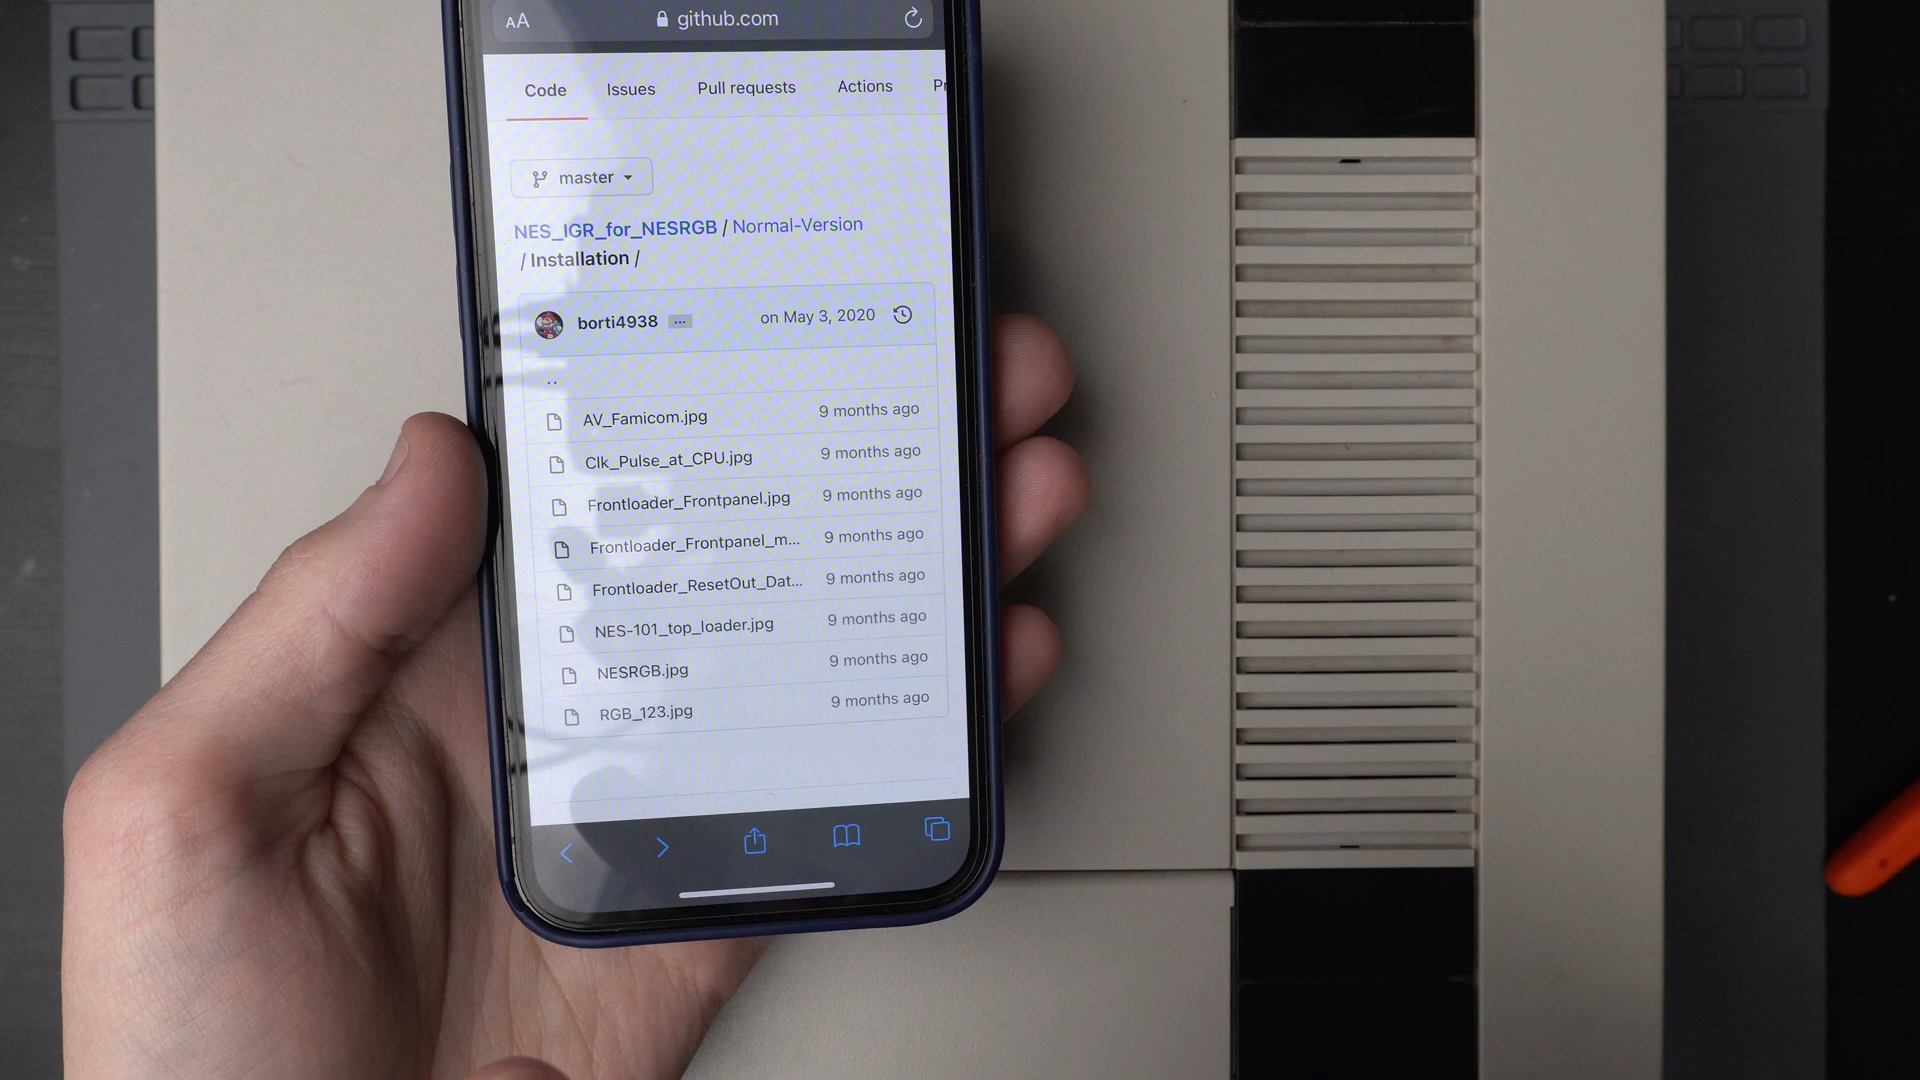 AA github.com
Code Issues Pull requests Actions Pr
master
NES_IGR_for_NESRGB / Normal-Version
/ Installation /
borti4938 ... on May 3, 2020
..
AV_Famicom.jpg 9 months ago
Clk_Pulse_at_CPU.jpg 9 months ago
Frontloader_Frontpanel.jpg 9 months ago
Frontloader_Frontpanel_m... 9 months ago
Frontloader_ResetOut_Dat... 9 months ago
NES-101_top_loader.jpg 9 months ago
NESRGB.jpg 9 months ago
RGB_123.jpg 9 months ago